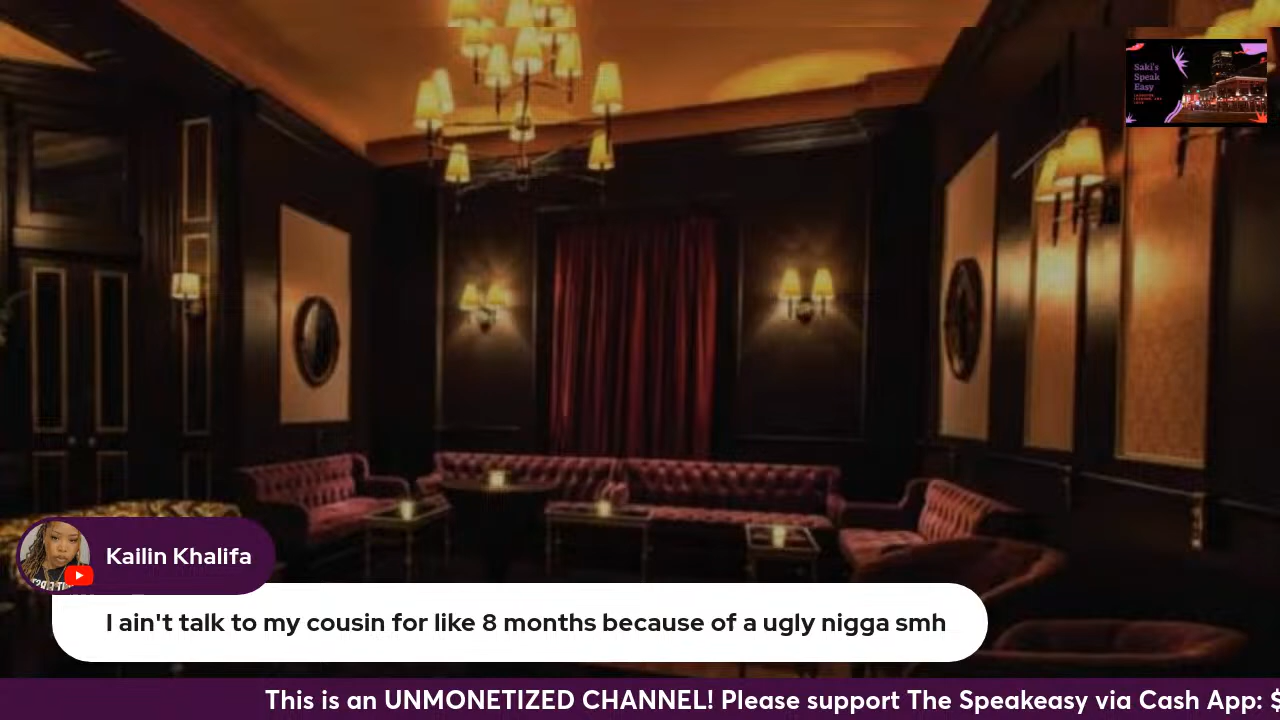 Saki's
Speak
Easy
Kailin Khalifa
I ain't talk to my cousin for like 8 months because of a ugly nigga smh
This is an UNMONETIZED CHANNEL! Please support The Speakeasy via Cash App: $